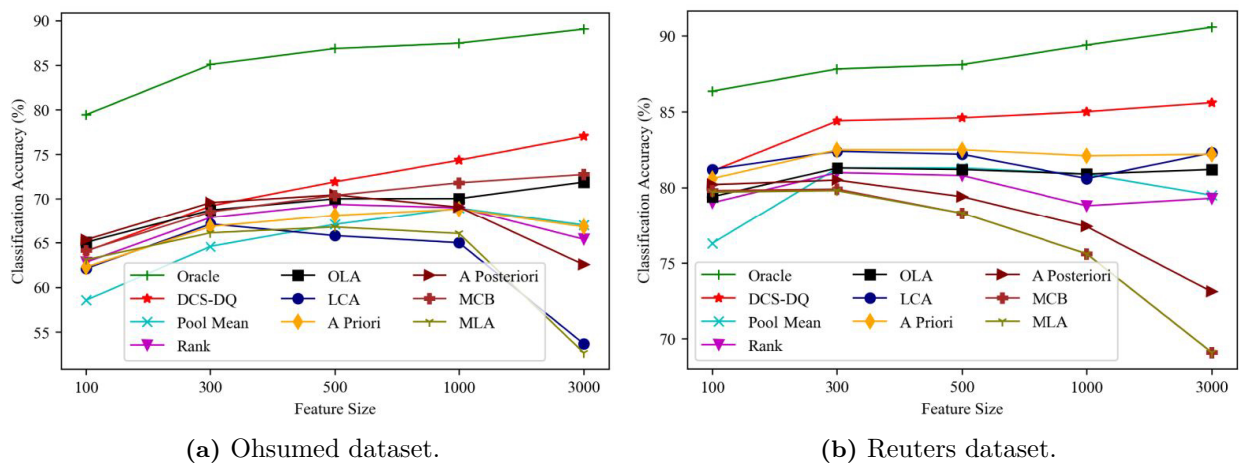 90
85
80
75
70
65
60
55
Classification Accuracy (%)
Oracle
DCS-DQ
Pool Mean
Rank
OLA
LCA
A Priori
A Posteriori
MCB
MLA
100 300 500 1000 3000
Feature Size
(a) Ohsumed dataset.
90
85
80
75
70
Classification Accuracy (%)
Oracle
DCS-DQ
Pool Mean
Rank
OLA
LCA
A Priori
A Posteriori
MCB
MLA
100 300 500 1000 3000
Feature Size
(b) Reuters dataset.